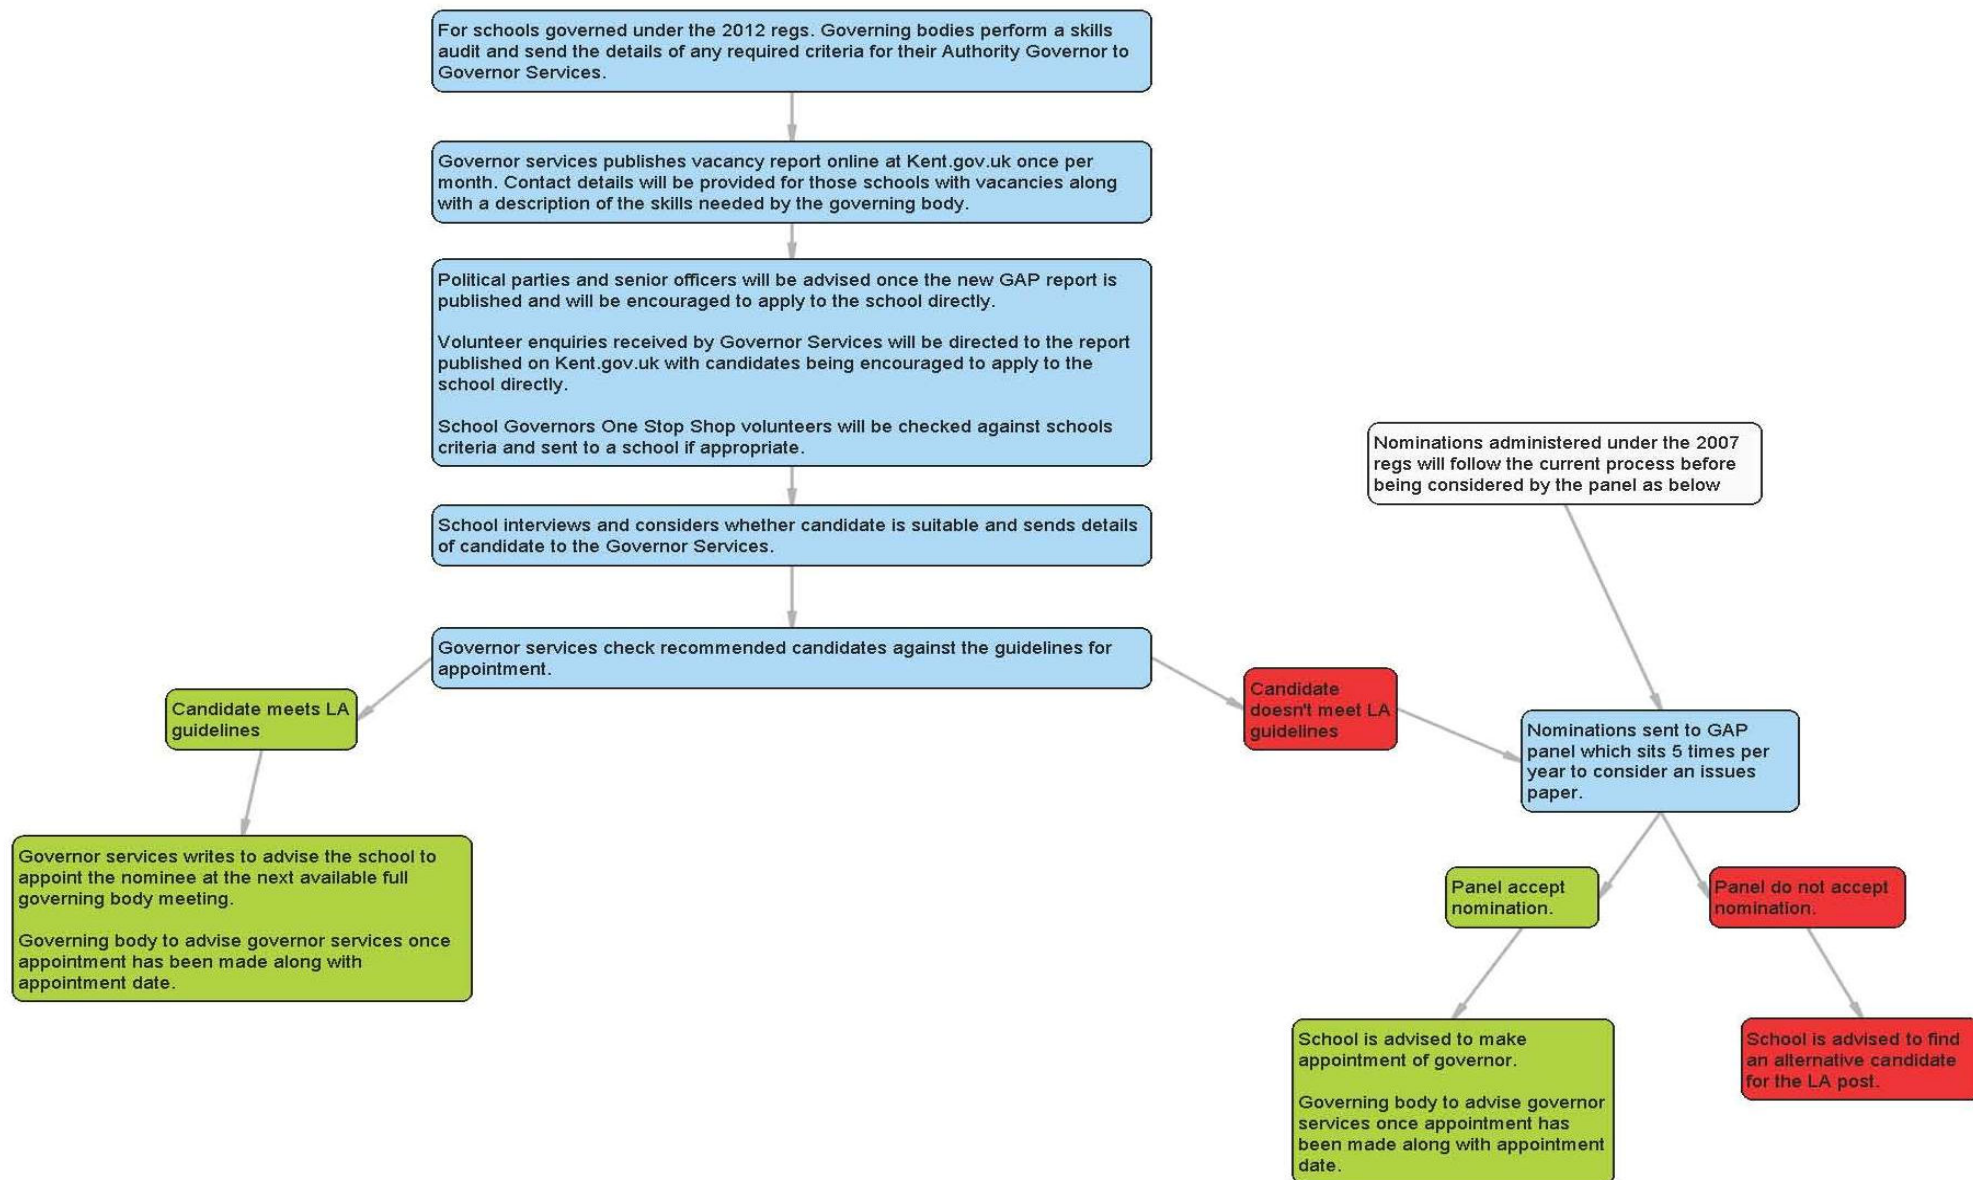 For schools governed under the 2012 regs. Governing bodies perform a skills
audit and send the details of any required criteria for their Authority Governor to
Governor Services.
Governor services publishes vacancy report online at Kent.gov.uk once per
month. Contact details will be provided for those schools with vacancies along
with a description of the skills needed by the governing body.
Political parties and senior officers will be advised once the new GAP report is
published and will be encouraged to apply to the school directly.
Volunteer enquiries received by Governor Services will be directed to the report
published on Kent.gov.uk with candidates being encouraged to apply to the
school directly.
School Governors One Stop Shop volunteers will be checked against schools
criteria and sent to a school if appropriate.
Nominations administered under the 2007
regs will follow the current process before
being considered by the panel as below
School interviews and considers whether candidate is suitable and sends details
of candidate to the Governor Services.
Governor services check recommended candidates against the guidelines for
appointment.
Candidate meets LA
guidelines
Candidate
doesn't meet LA
guidelines
Nominations sent to GAP
panel which sits 5 times per
year to consider an issues
paper.
Governor services writes to advise the school to
appoint the nominee at the next available full
governing body meeting.
Governing body to advise governor services once
appointment has been made along with
appointment date.
Panel accept
nomination.
Panel do not accept
nomination.
School is advised to make
appointment of governor.
Governing body to advise governor
services once appointment has
been made along with appointment
date.
School is advised to find
an alternative candidate
for the LA post.